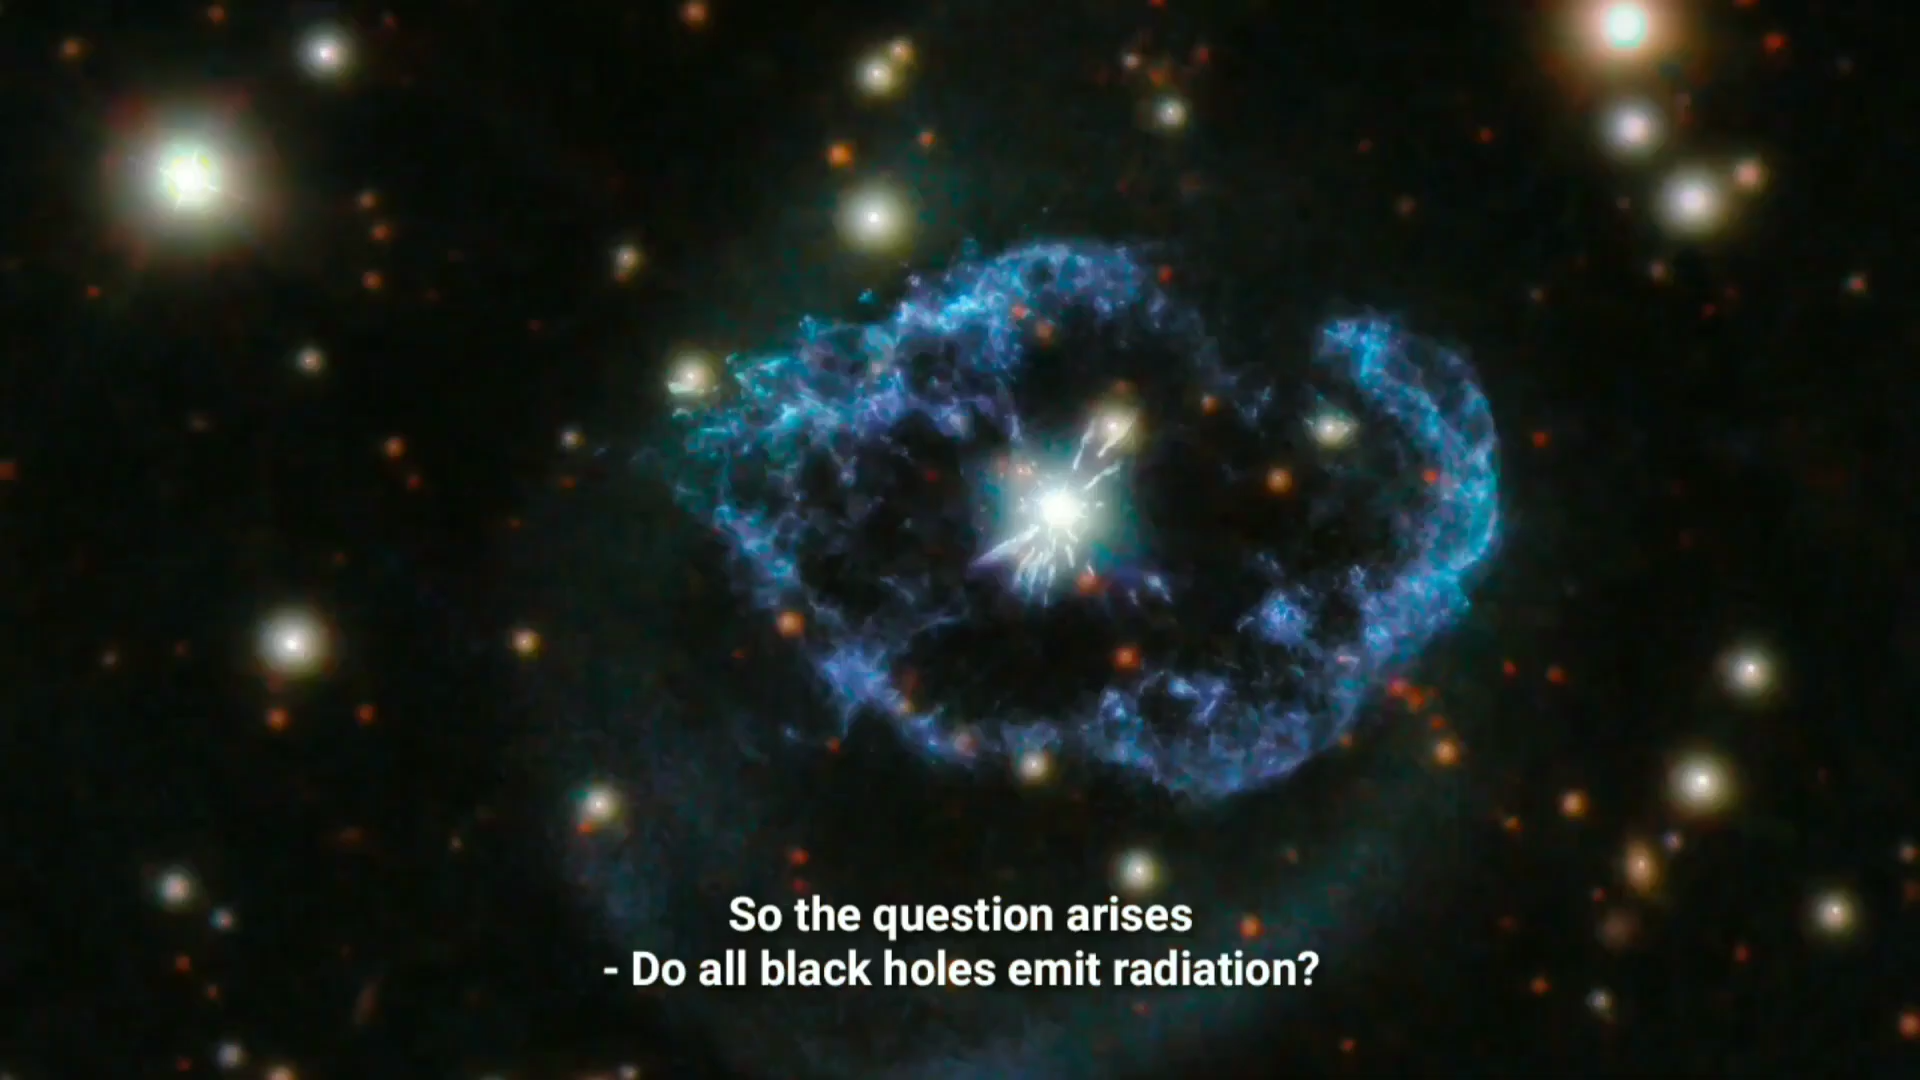 So the question arises
- Do all black holes emit radiation?